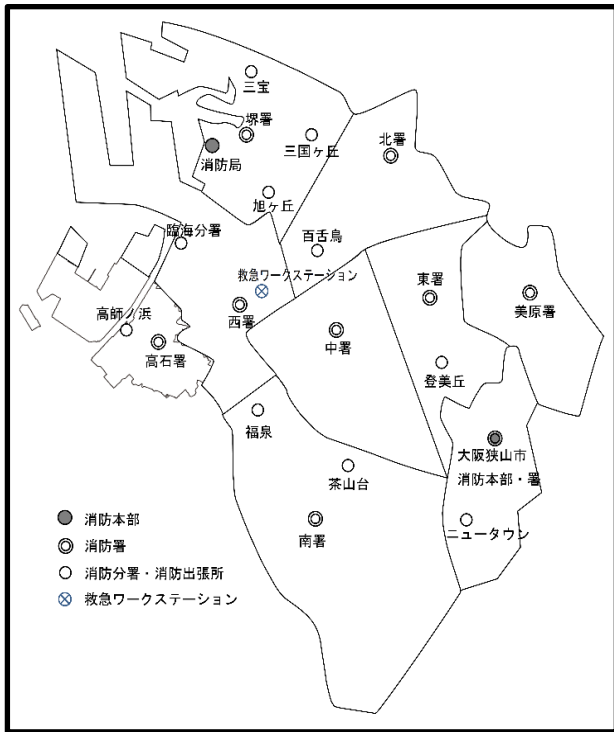 三宝
堺署
消防局
三国ヶ丘
北署
旭ヶ丘
臨海分署
百舌鳥
救急ワークステーション
東署
美原署
西署
高師ノ浜
中署
高石署
登美丘
福泉
大阪狭山市
消防本部・署
茶山台
南署
ニュータウン
消防本部
消防署
消防分署・消防出張所
救急ワークステーション